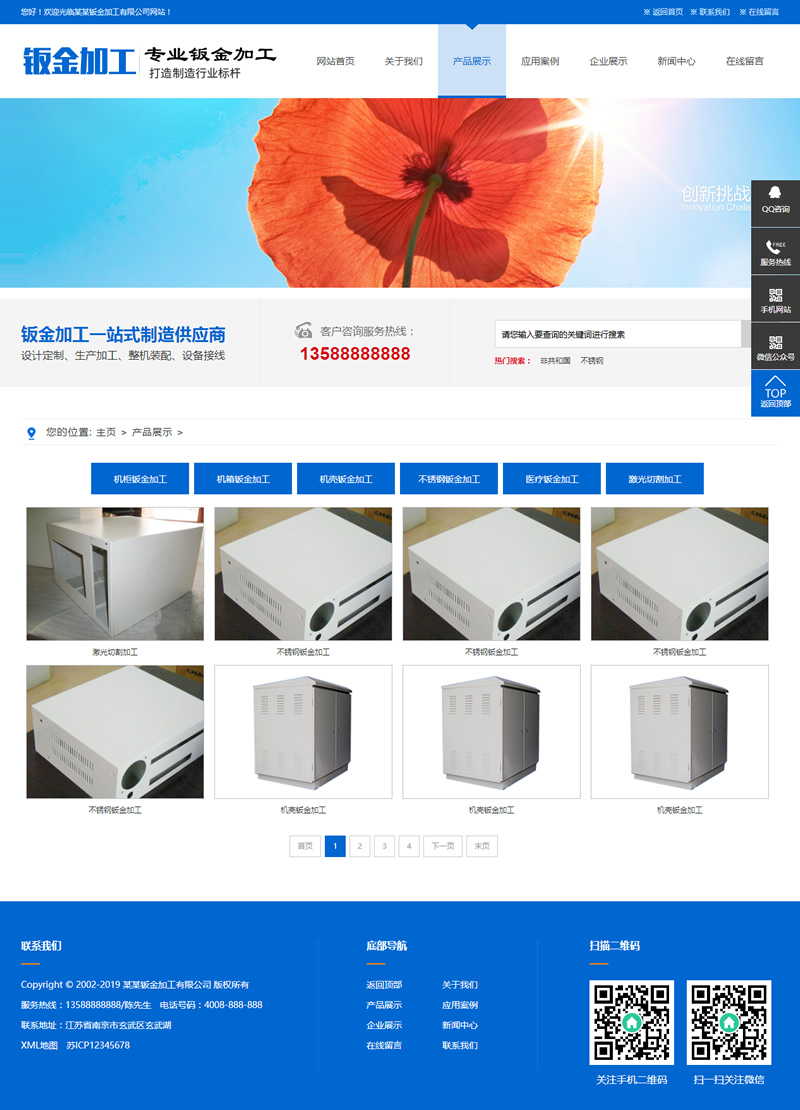 您好！欢迎光临某某钣金加工有限公司网站！
※ 返回首页 ※ 联系我们 ※ 在线留言
钣金加工 专业钣金加工
打造制造行业标杆
网站首页 关于我们 产品展示 应用案例 企业展示 新闻中心 在线留言
创新挑战
Innovation Challe
QQ咨询
FREE
服务热线
手机网站
微信公众号
TOP
返回顶部
钣金加工一站式制造供应商
设计定制、生产加工、整机装配、设备接线
客户咨询服务热线：
13588888888
请您输入要查询的关键词进行搜索
热门搜索： 非共和国 不锈钢
您的位置: 主页 > 产品展示 >
机柜钣金加工 机箱钣金加工 机壳钣金加工 不锈钢钣金加工 医疗钣金加工 激光切割加工
激光切割加工 不锈钢钣金加工 不锈钢钣金加工 不锈钢钣金加工
不锈钢钣金加工 机壳钣金加工 机壳钣金加工 机壳钣金加工
首页 1 2 3 4 下一页 末页
联系我们
Copyright © 2002-2019 某某钣金加工有限公司 版权所有
服务热线：13588888888/陈先生 电话号码：4008-888-888
联系地址：江苏省南京市玄武区玄武湖
XML地图 苏ICP12345678
底部导航
返回顶部 关于我们
产品展示 应用案例
企业展示 新闻中心
在线留言 联系我们
扫描二维码
关注手机二维码 扫一扫关注微信